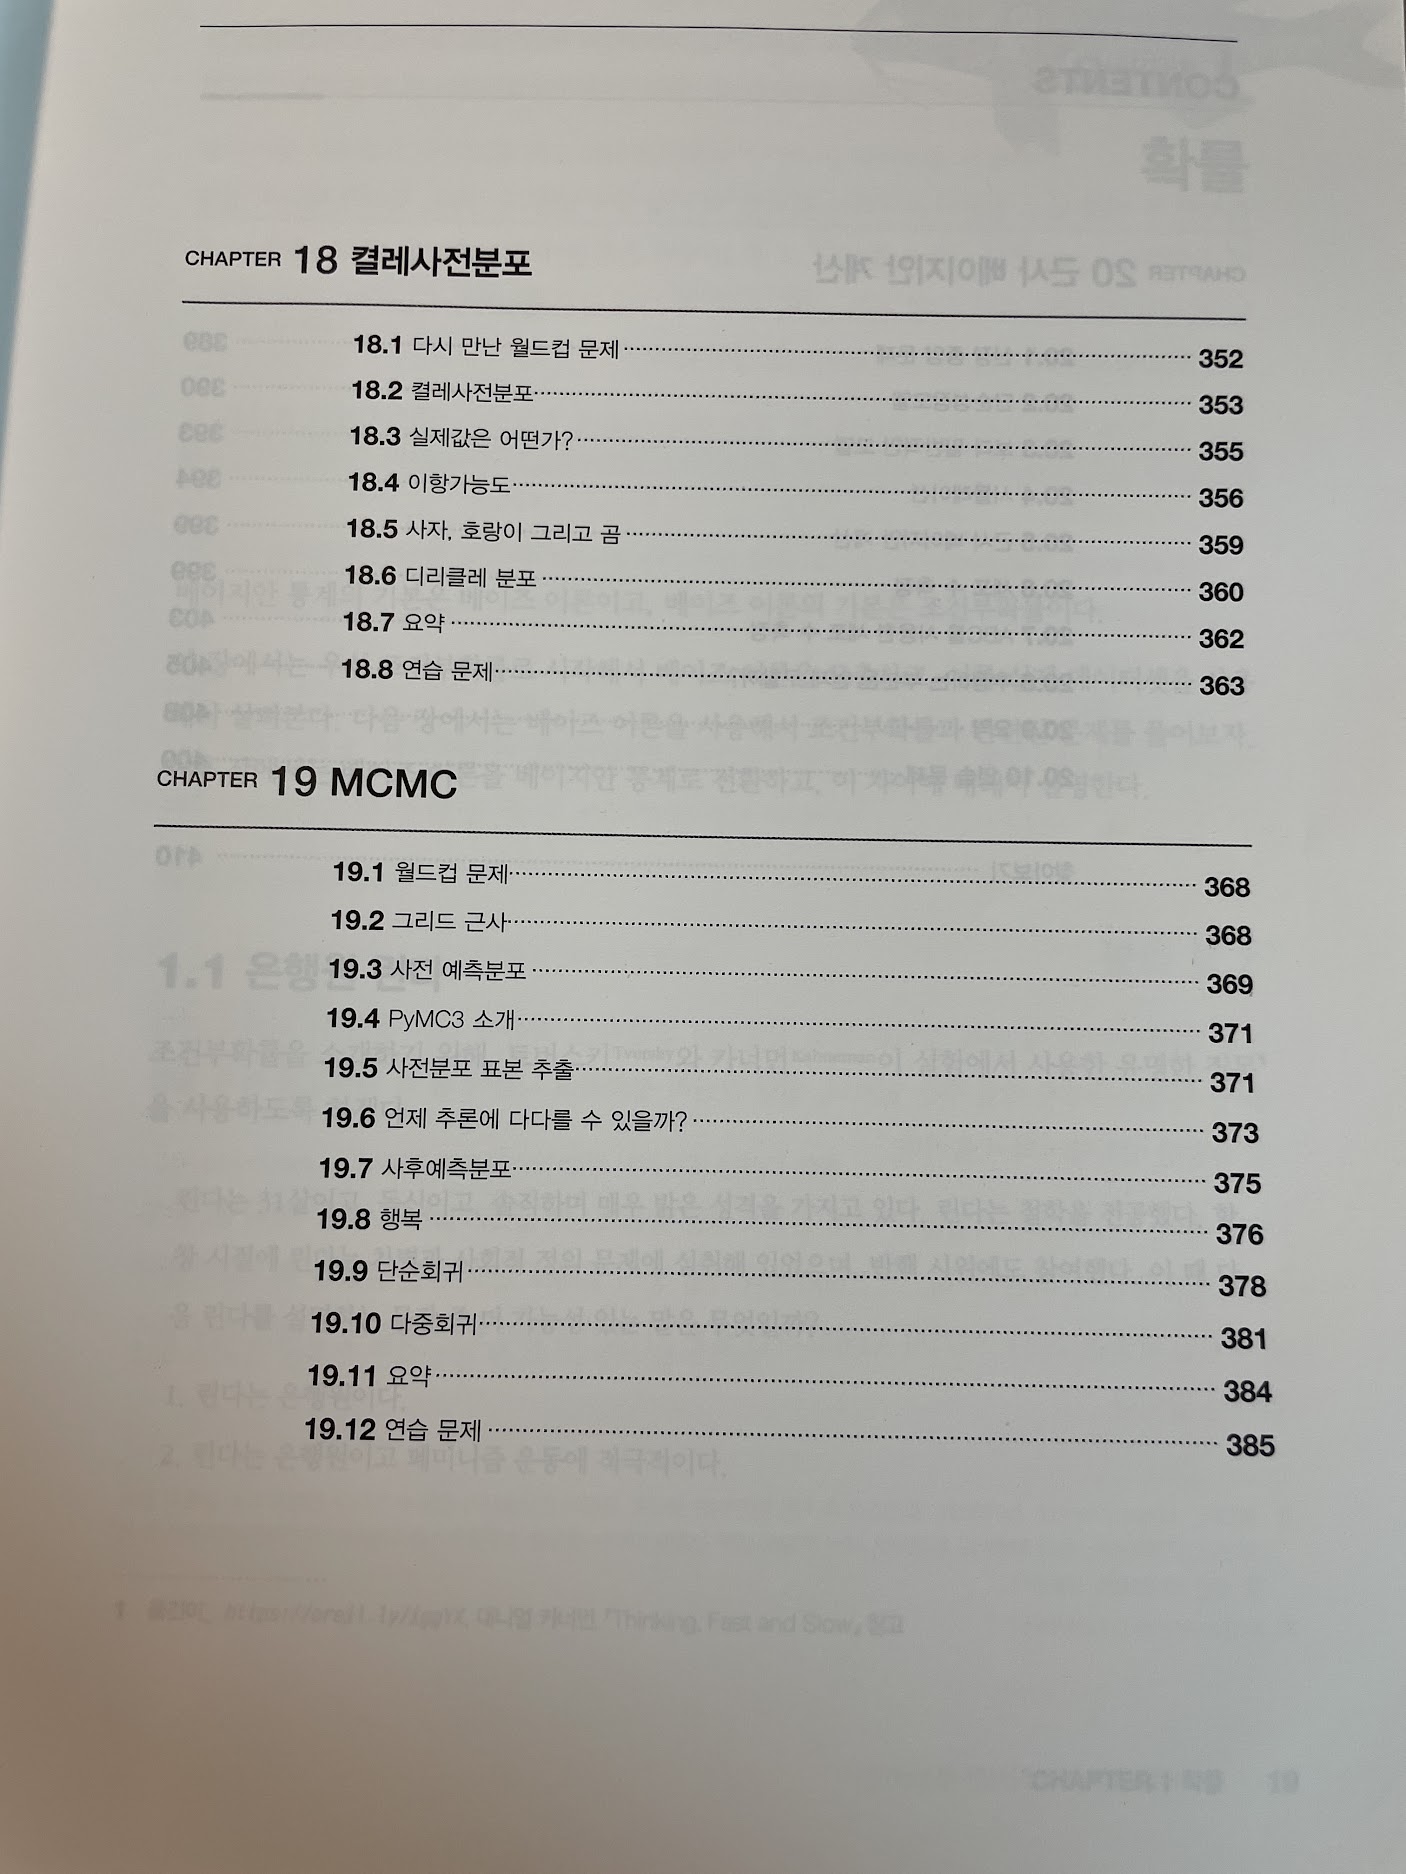 CHAPTER 18 켤레사전분포
18.1 다시 만난 월드컵 문제 352
18.2 켤레사전분포 353
18.3 실제값은 어떤가? 355
18.4 이항가능도 356
18.5 사자, 호랑이 그리고 곰 359
18.6 디리클레 분포 360
18.7 요약 362
18.8 연습 문제 363
CHAPTER 19 MCMC
19.1 월드컵 문제 368
19.2 그리드 근사 368
19.3 사전 예측분포 369
19.4 PyMC3 소개 371
19.5 사전분포 표본 추출 371
19.6 언제 추론에 다다를 수 있을까? 373
19.7 사후예측분포 375
19.8 행복 376
19.9 단순회귀 378
19.10 다중회귀 381
19.11 요약 384
19.12 연습 문제 385